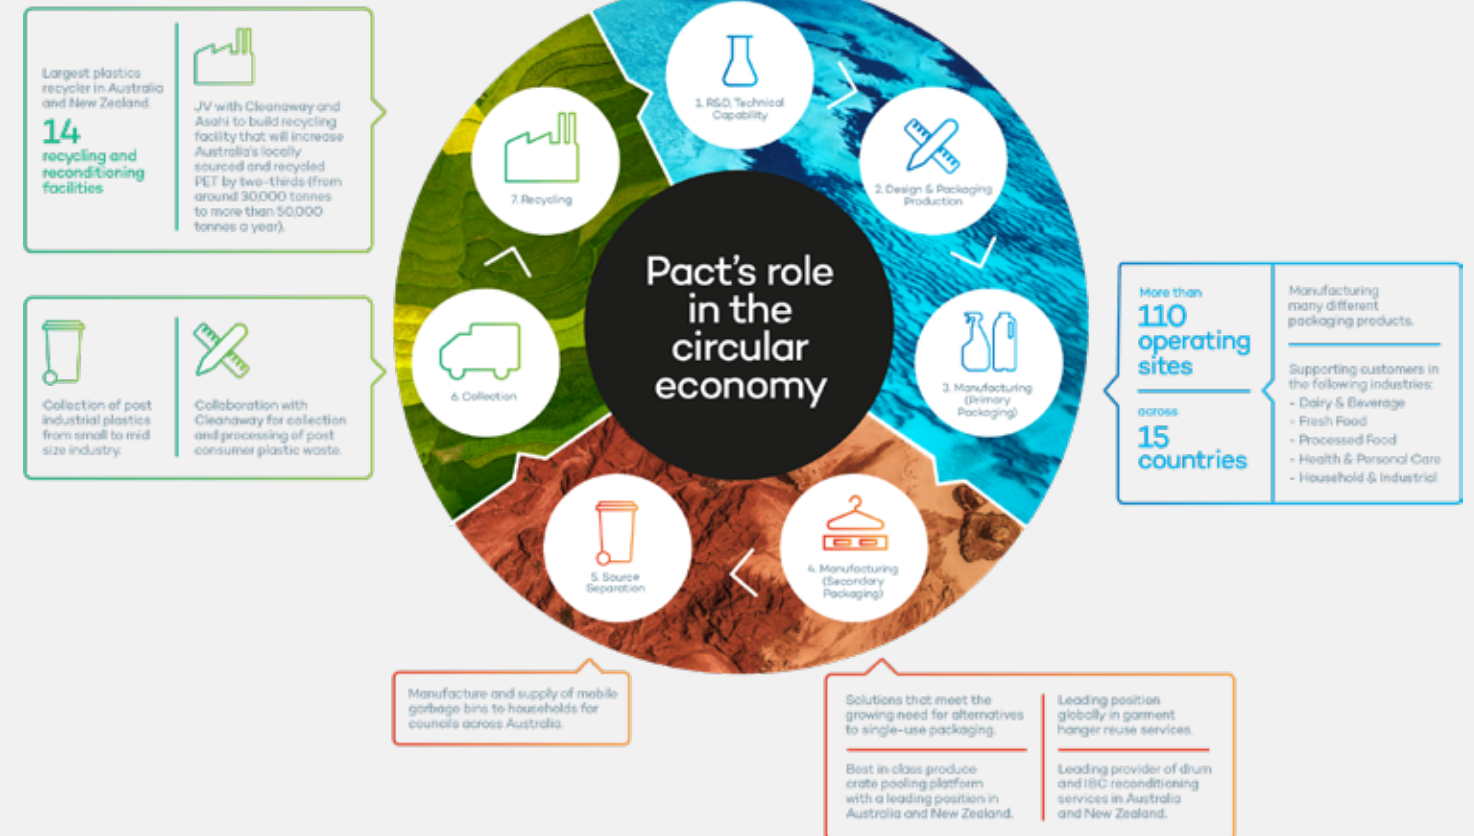 Largest plastics
recycler in Australia
and New Zealand.
14
recycling and
reconditioning
facilities
JV with Cleanaway and
Asahi to build recycling
facility that will increase
Australia's locally
sourced and recycled
PET by two-thirds (from
around 30,000 tonnes
to more than 50,000
tonnes a year).
Collection of post
industrial plastics
from small to mid
size industry.
Collaboration with
Cleanaway for collection
and processing of post
consumer plastic waste.
Pact's role
in the
circular
economy
1. R&D, Technical
Capability
2. Design & Packaging
Production
3. Manufacturing
(Primary
Packaging)
4. Manufacturing
(Secondary
Packaging)
5. Source
Separation
6. Collection
7. Recycling
More than
110
operating
sites
across
15
countries
Manufacturing
many different
packaging products.
Supporting customers in
the following industries:
- Dairy & Beverage
- Fresh Food
- Processed Food
- Health & Personal Care
- Household & Industrial
Manufacture and supply of mobile
garbage bins to households for
councils across Australia.
Solutions that meet the
growing need for alternatives
to single-use packaging.
Best in class produce
crate pooling platform
with a leading position in
Australia and New Zealand.
Leading position
globally in garment
hanger reuse services.
Leading provider of drum
and IBC reconditioning
services in Australia
and New Zealand.